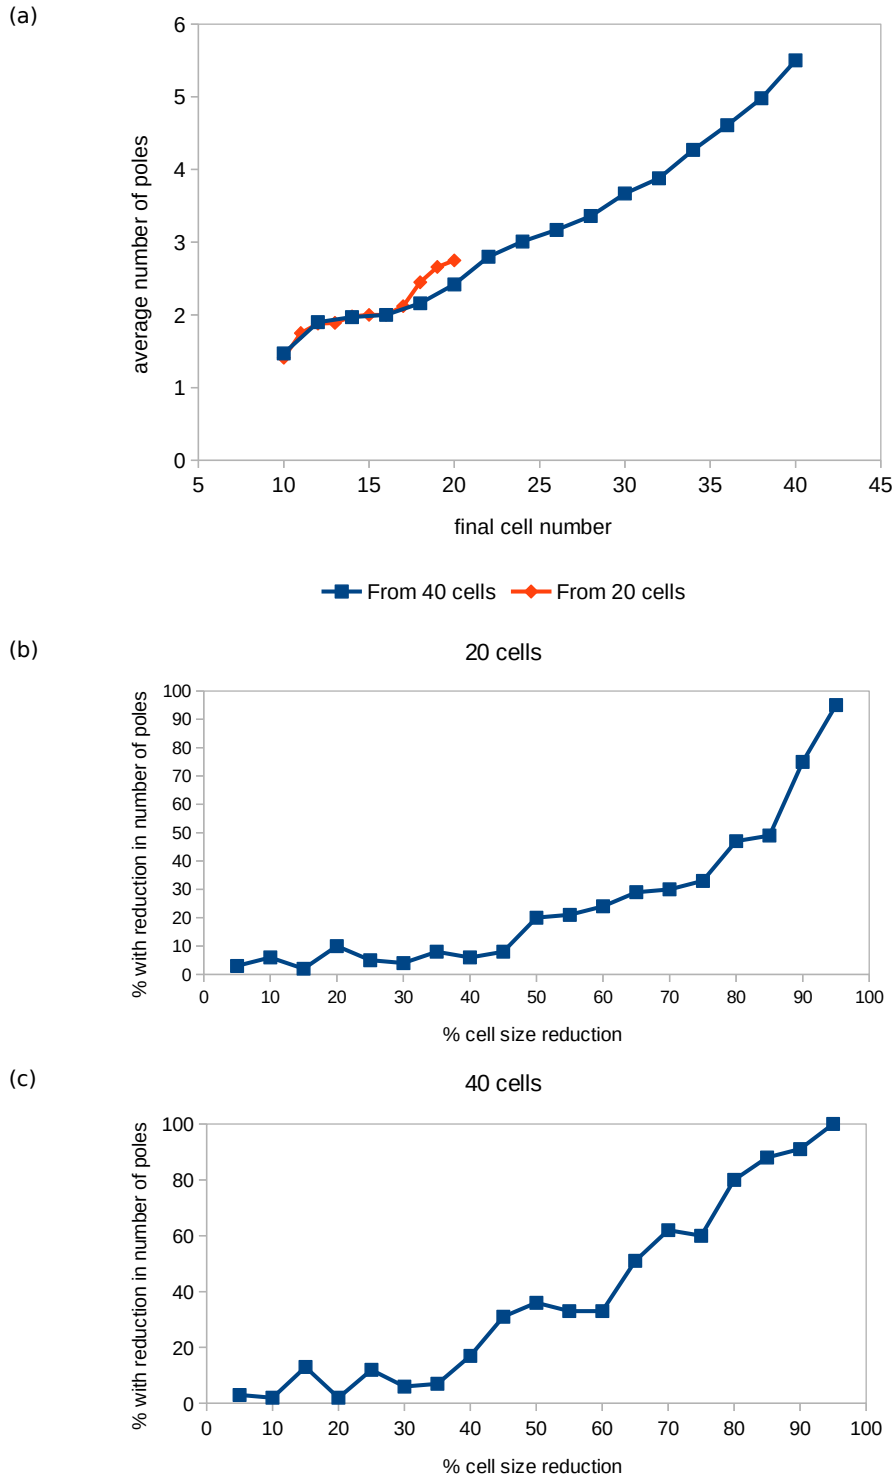 (a)
6
5
4
3
2
1
0
average number of poles
5 10 15 20 25 30 35 40 45
final cell number
From 40 cells From 20 cells
(b)
20 cells
100
90
80
70
60
50
40
30
20
10
0
% with reduction in number of poles
0 10 20 30 40 50 60 70 80 90 100
% cell size reduction
(c)
40 cells
100
80
60
40
20
0
% with reduction in number of poles
0 10 20 30 40 50 60 70 80 90 100
% cell size reduction